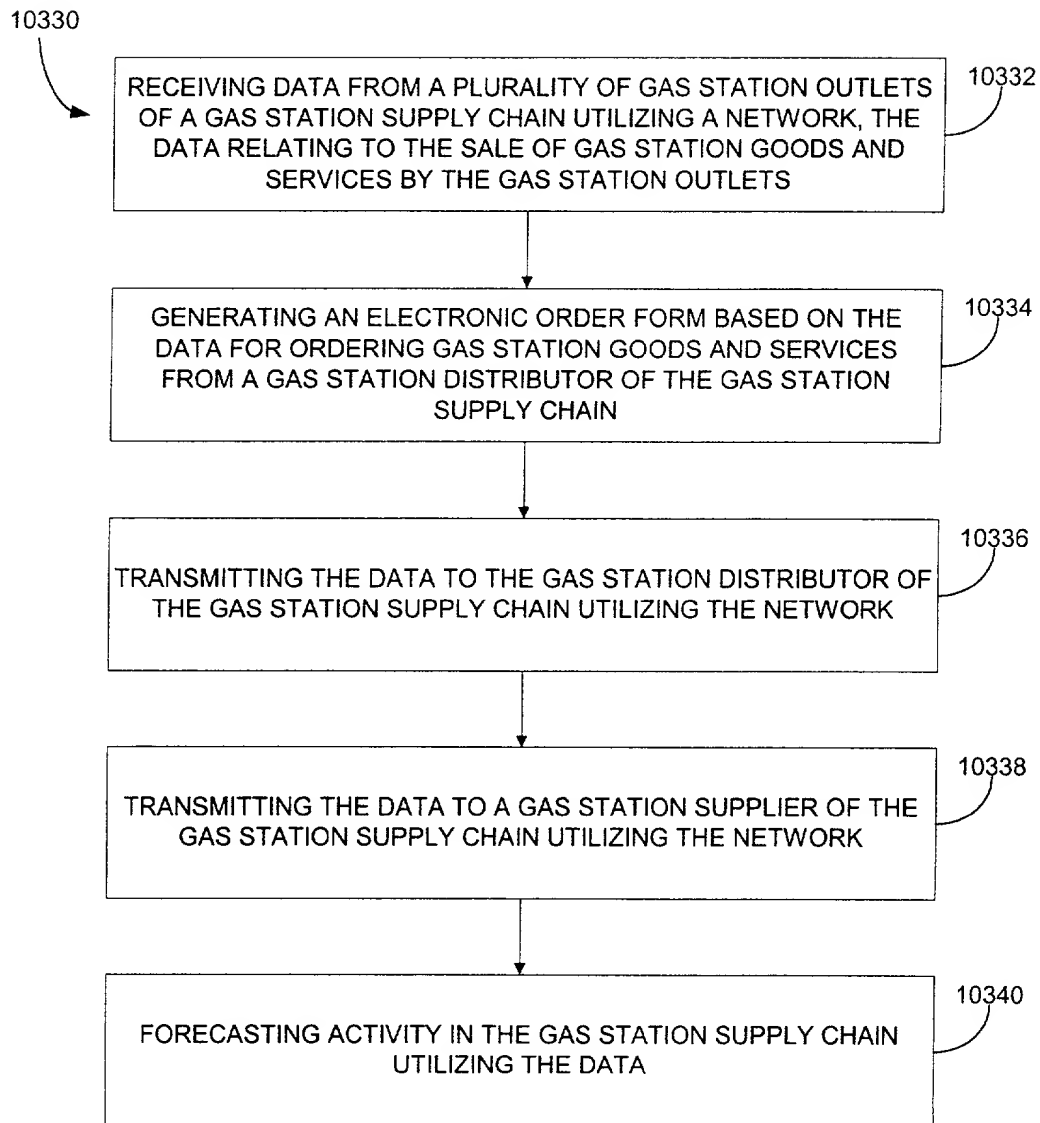 10330
RECEIVING DATA FROM A PLURALITY OF GAS STATION OUTLETS
OF A GAS STATION SUPPLY CHAIN UTILIZING A NETWORK, THE
DATA RELATING TO THE SALE OF GAS STATION GOODS AND
SERVICES BY THE GAS STATION OUTLETS
10332
GENERATING AN ELECTRONIC ORDER FORM BASED ON THE
DATA FOR ORDERING GAS STATION GOODS AND SERVICES
FROM A GAS STATION DISTRIBUTOR OF THE GAS STATION
SUPPLY CHAIN
10334
TRANSMITTING THE DATA TO THE GAS STATION DISTRIBUTOR OF
THE GAS STATION SUPPLY CHAIN UTILIZING THE NETWORK
10336
TRANSMITTING THE DATA TO A GAS STATION SUPPLIER OF THE
GAS STATION SUPPLY CHAIN UTILIZING THE NETWORK
10338
FORECASTING ACTIVITY IN THE GAS STATION SUPPLY CHAIN
UTILIZING THE DATA
10340